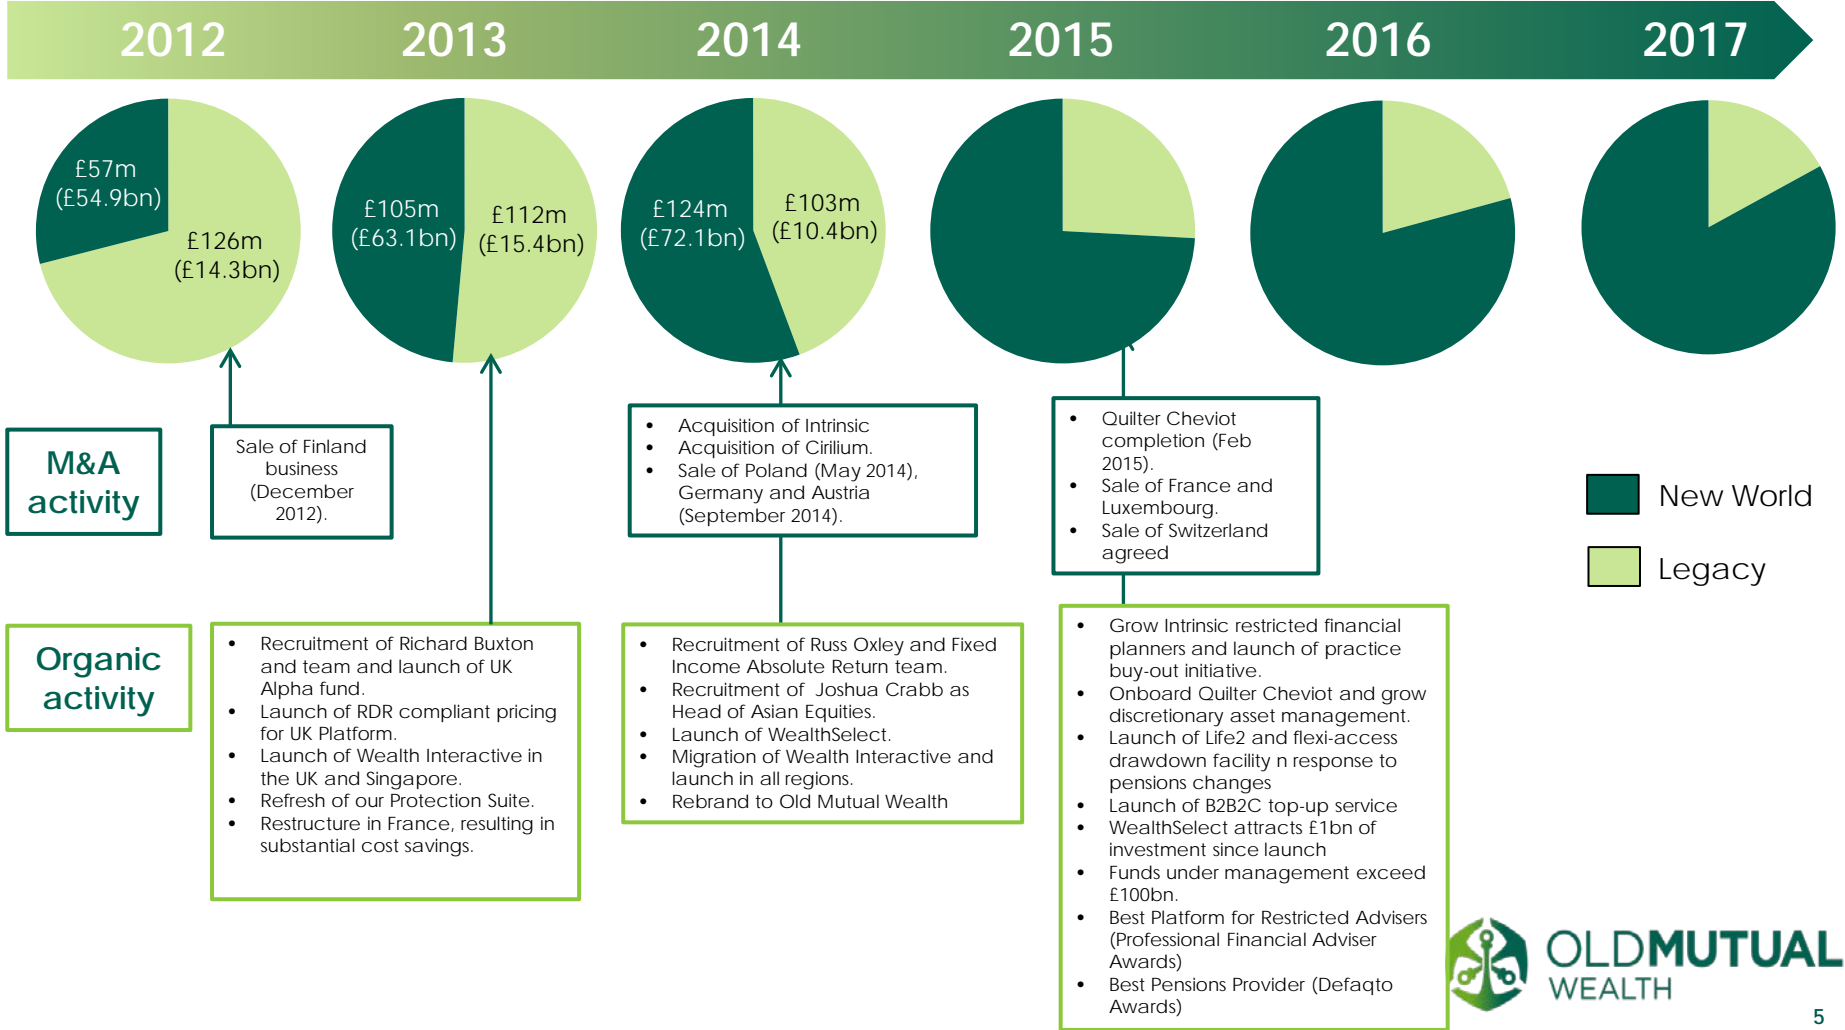 2012
2013
2014
2015
2016
2017
£57m
(£54.9bn)
£126m
(£14.3bn)
£105m
(£63.1bn)
£112m
(£15.4bn)
£124m
(£72.1bn)
£103m
(£10.4bn)
M&A
activity
Sale of Finland
business
(December
2012).
• Acquisition of Intrinsic
• Acquisition of Cirilium.
• Sale of Poland (May 2014),
Germany and Austria
(September 2014).
• Quilter Cheviot
completion (Feb
2015).
• Sale of France and
Luxembourg.
• Sale of Switzerland
agreed
New World
Legacy
Organic
activity
• Recruitment of Richard Buxton
and team and launch of UK
Alpha fund.
• Launch of RDR compliant pricing
for UK Platform.
• Launch of Wealth Interactive in
the UK and Singapore.
• Refresh of our Protection Suite.
• Restructure in France, resulting in
substantial cost savings.
• Recruitment of Russ Oxley and Fixed
Income Absolute Return team.
• Recruitment of Joshua Crabb as
Head of Asian Equities.
• Launch of WealthSelect.
• Migration of Wealth Interactive and
launch in all regions.
• Rebrand to Old Mutual Wealth
• Grow Intrinsic restricted financial
planners and launch of practice
buy-out initiative.
• Onboard Quilter Cheviot and grow
discretionary asset management.
• Launch of Life2 and flexi-access
drawdown facility n response to
pensions changes
• Launch of B2B2C top-up service
• WealthSelect attracts £1bn of
investment since launch
• Funds under management exceed
£100bn.
• Best Platform for Restricted Advisers
(Professional Financial Adviser
Awards)
• Best Pensions Provider (Defaqto
Awards)
OLDMUTUAL
WEALTH
5